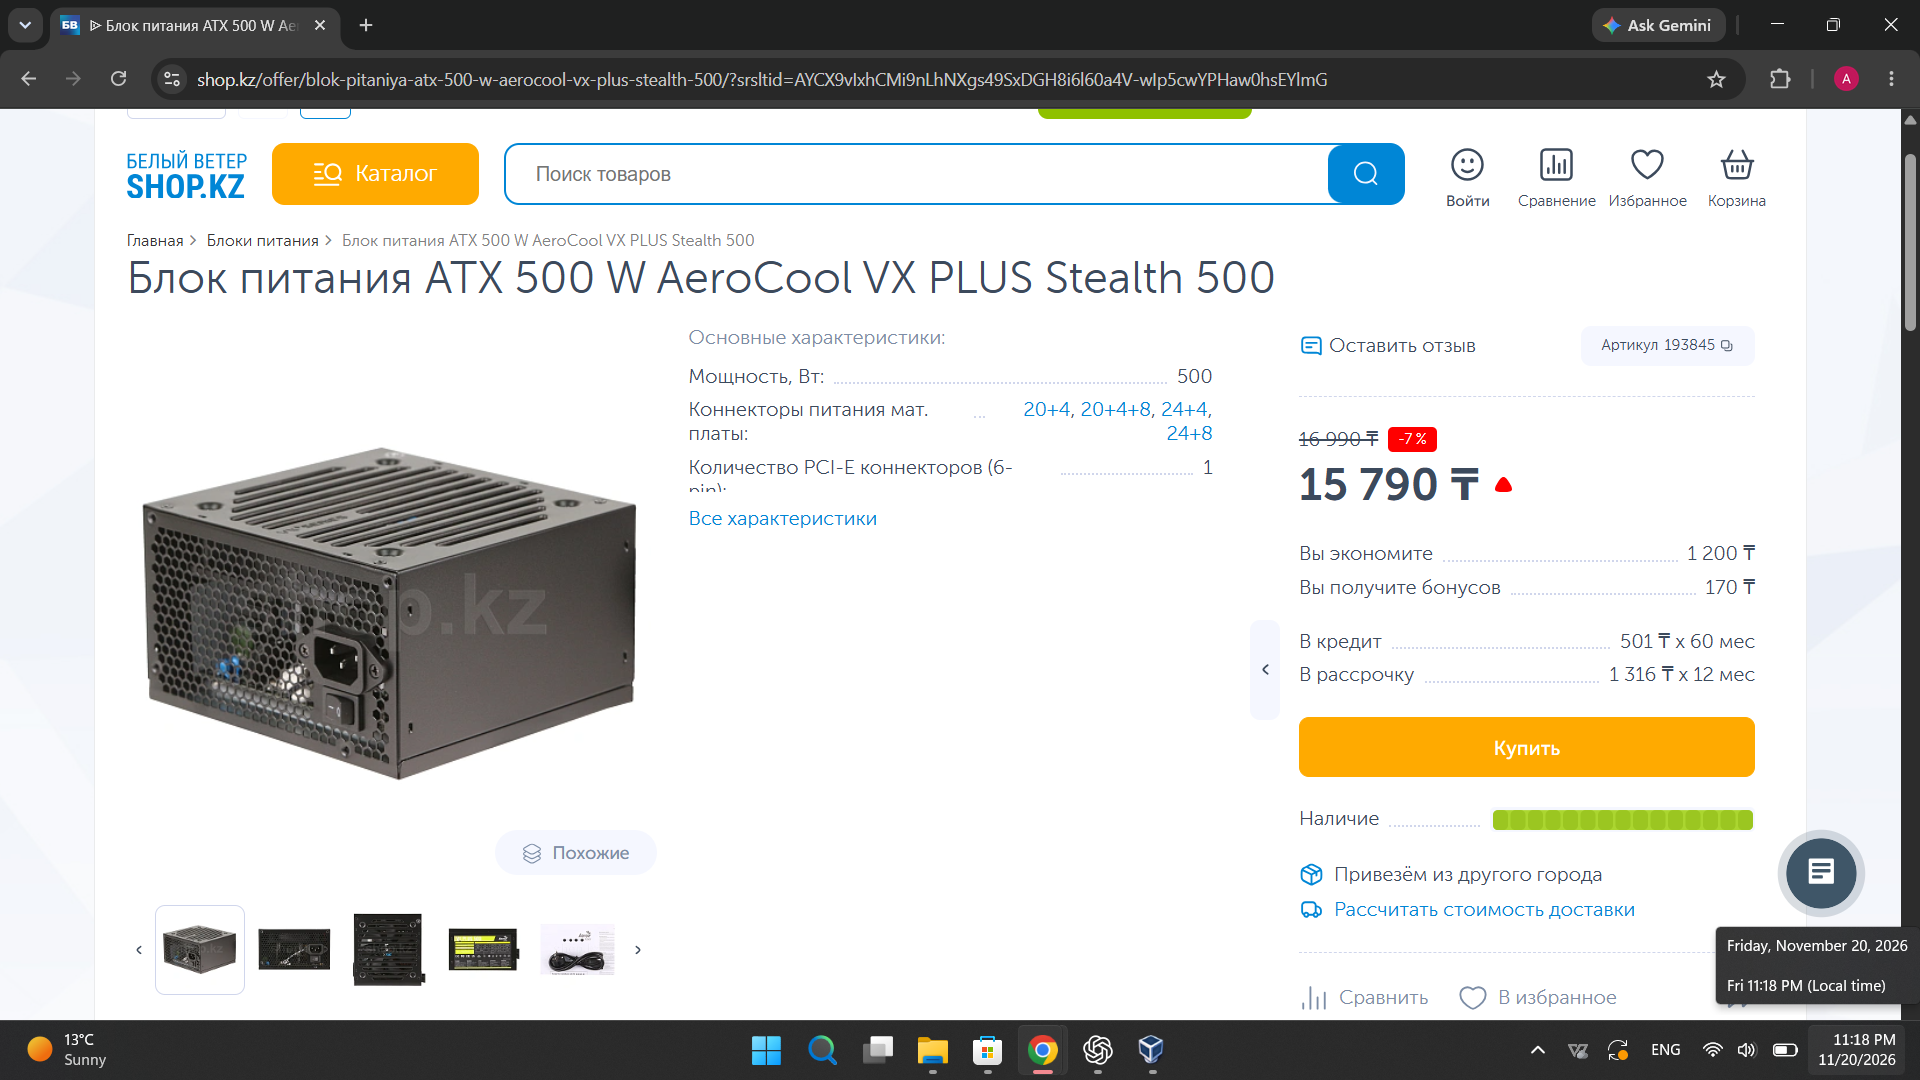 БВ
ᐉ Блок питания ATX 500 W Ae
Ask Gemini
shop.kz/offer/blok-pitaniya-atx-500-w-aerocool-vx-plus-stealth-500/?srsltid=AYCX9vlxhCMi9nLhNXgs49SxDGH8i6l60a4V-wlp5cwYPHaw0hsEYlmG
A
БЕЛЫЙ ВЕТЕР
SHOP.KZ
Каталог
Поиск товаров
Войти
Сравнение
Избранное
Корзина
Главная > Блоки питания > Блок питания ATX 500 W AeroCool VX PLUS Stealth 500
Блок питания ATX 500 W AeroCool VX PLUS Stealth 500
Основные характеристики:
Мощность, Вт: 500
Коннекторы питания мат. 20+4, 20+4+8, 24+4,
платы: 24+8
Количество PCI-E коннекторов (6- 1
pin):
Все характеристики
Оставить отзыв
Артикул 193845
16 990 ₸ -7 %
15 790 ₸
Вы экономите 1 200 ₸
Вы получите бонусов 170 ₸
В кредит 501 ₸ x 60 мес
В рассрочку 1 316 ₸ x 12 мес
Купить
Наличие
Привезём из другого города
Рассчитать стоимость доставки
Сравнить
В избранное
p.kz
Похожие
Friday, November 20, 2026
Fri 11:18 PM (Local time)
13°C
Sunny
ENG
11:18 PM
11/20/2026